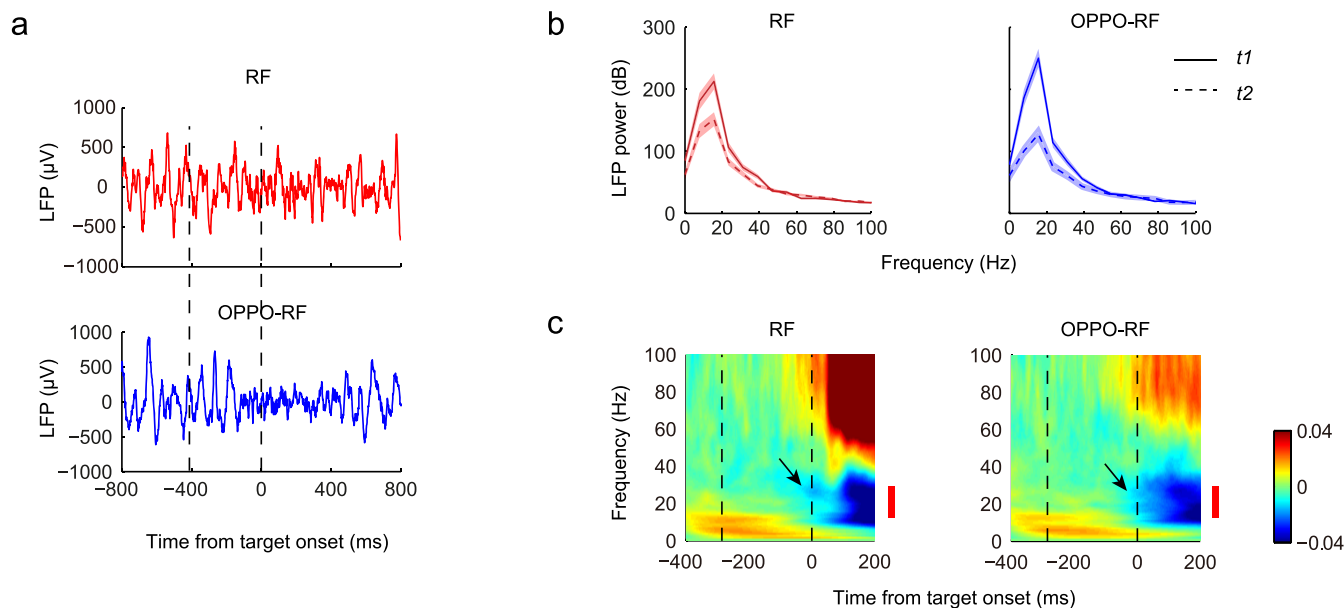 a
RF
LFP (µV)
1000
500
0
−500
−1000
OPPO-RF
LFP (µV)
1000
500
0
−500
−1000
−800 −400 0 400 800
Time from target onset (ms)
b
RF
OPPO-RF
LFP power (dB)
300
200
100
0
0 20 40 60 80 100
0 20 40 60 80 100
Frequency (Hz)
t1
t2
c
RF
OPPO-RF
Frequency (Hz)
100
80
60
40
20
0
−400 −200 0 200
100
80
60
40
20
0
−400 −200 0 200
Time from target onset (ms)
0.04
0
−0.04